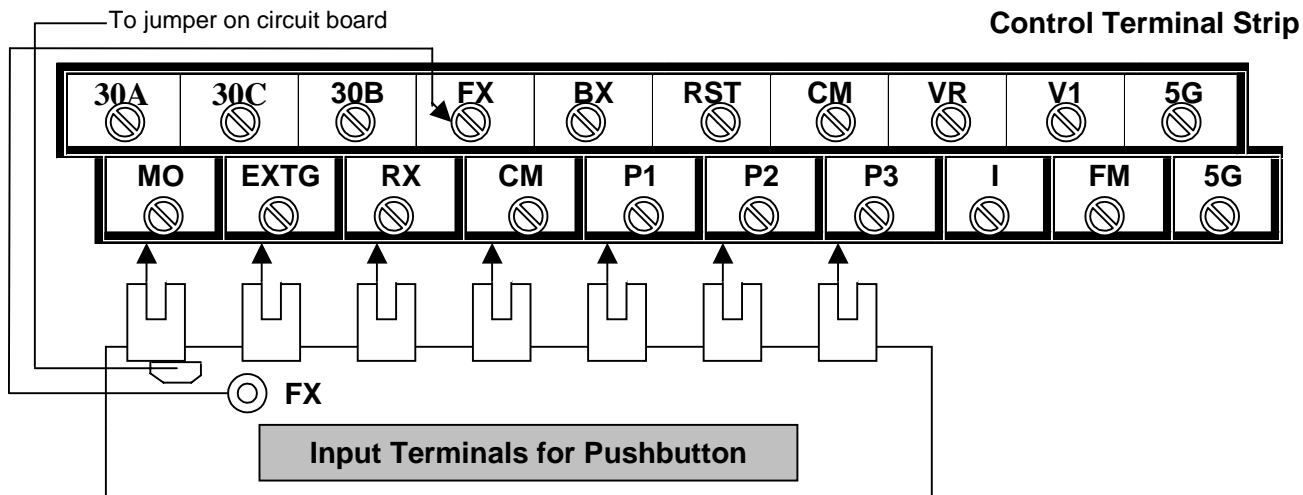 To jumper on circuit board
Control Terminal Strip
30A 30C 30B FX BX RST CM VR V1 5G
MO EXTG RX CM P1 P2 P3 I FM 5G
FX
Input Terminals for Pushbutton